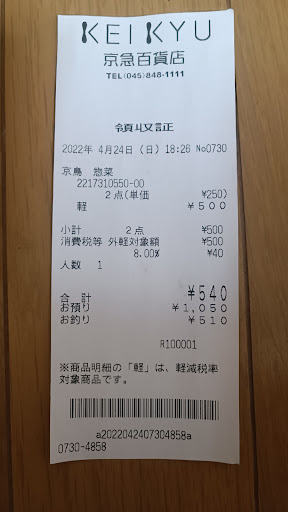 KEIKYU
京急百貨店
TEL(045)848-1111
領収証
2022年 4月24日(日)18:26 No0730
京鳥 惣菜
2217310550-00
2点(単価 ¥250)
軽 ¥500
小計 2点 ¥500
消費税等 外軽対象額 ¥500
8.00% ¥40
人数 1
合 計 ¥540
お預り ¥1,050
お釣り ¥510
R100001
※商品明細の「軽」は、軽減税率
対象商品です。
a2022042407304858a
0730-4858